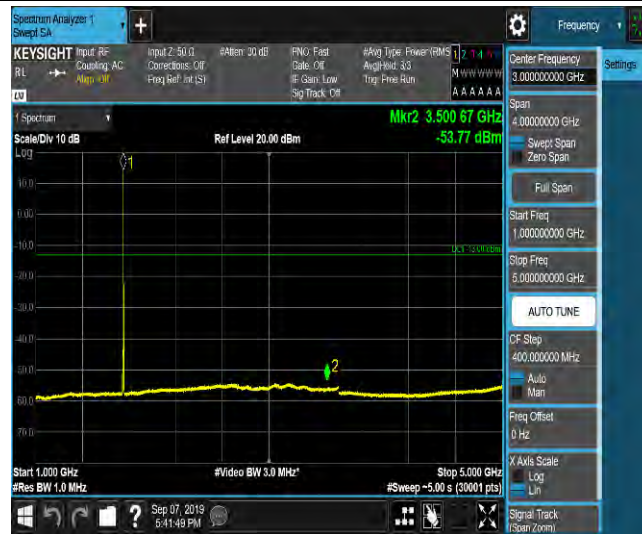 Spectrum Analyzer 1
Swept SA
+
Frequency
KEYSIGHT
RL
Input: RF
Coupling: AC
Align: Off
Input Z: 50 Ω
Corrections: Off
Freq Ref: Int (S)
#Atten: 30 dB
PNO: Fast
Gate: Off
IF Gain: Low
Sig Track: Off
#Avg Type: Power (RMS
Avg|Hold: 3/3
Trig: Free Run
1 2 3 4
M W W W W W
A A A A A A
Center Frequency
3.000000000 GHz
Settings
Span
4.00000000 GHz
Swept Span
Zero Span
Full Span
Start Freq
1.000000000 GHz
Stop Freq
5.000000000 GHz
AUTO TUNE
CF Step
400.000000 MHz
Auto
Man
Freq Offset
0 Hz
X Axis Scale
Log
Lin
Signal Track
(Span Zoom)
1 Spectrum
Scale/Div 10 dB
Ref Level 20.00 dBm
Mkr2 3.500 67 GHz
-53.77 dBm
Log
1
10.0
0.00
-10.0
DL1 -13.00 dBm
-20.0
-30.0
-40.0
-50.0
2
-60.0
-70.0
Start 1.000 GHz
#Res BW 1.0 MHz
#Video BW 3.0 MHz*
Stop 5.000 GHz
#Sweep ~5.00 s (30001 pts)
?
Sep 07, 2019
5:41:49 PM